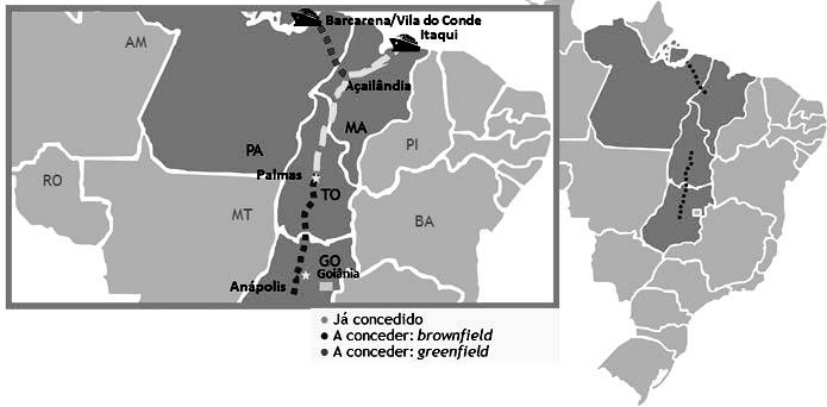 Barcarena/Vila do Conde
Itaqui
AM
Açailândia
MA
PI
PA
RO
Palmas
MT
TO
BA
GO
Goiânia
Anápolis
Já concedido
A conceder: brownfield
A conceder: greenfield